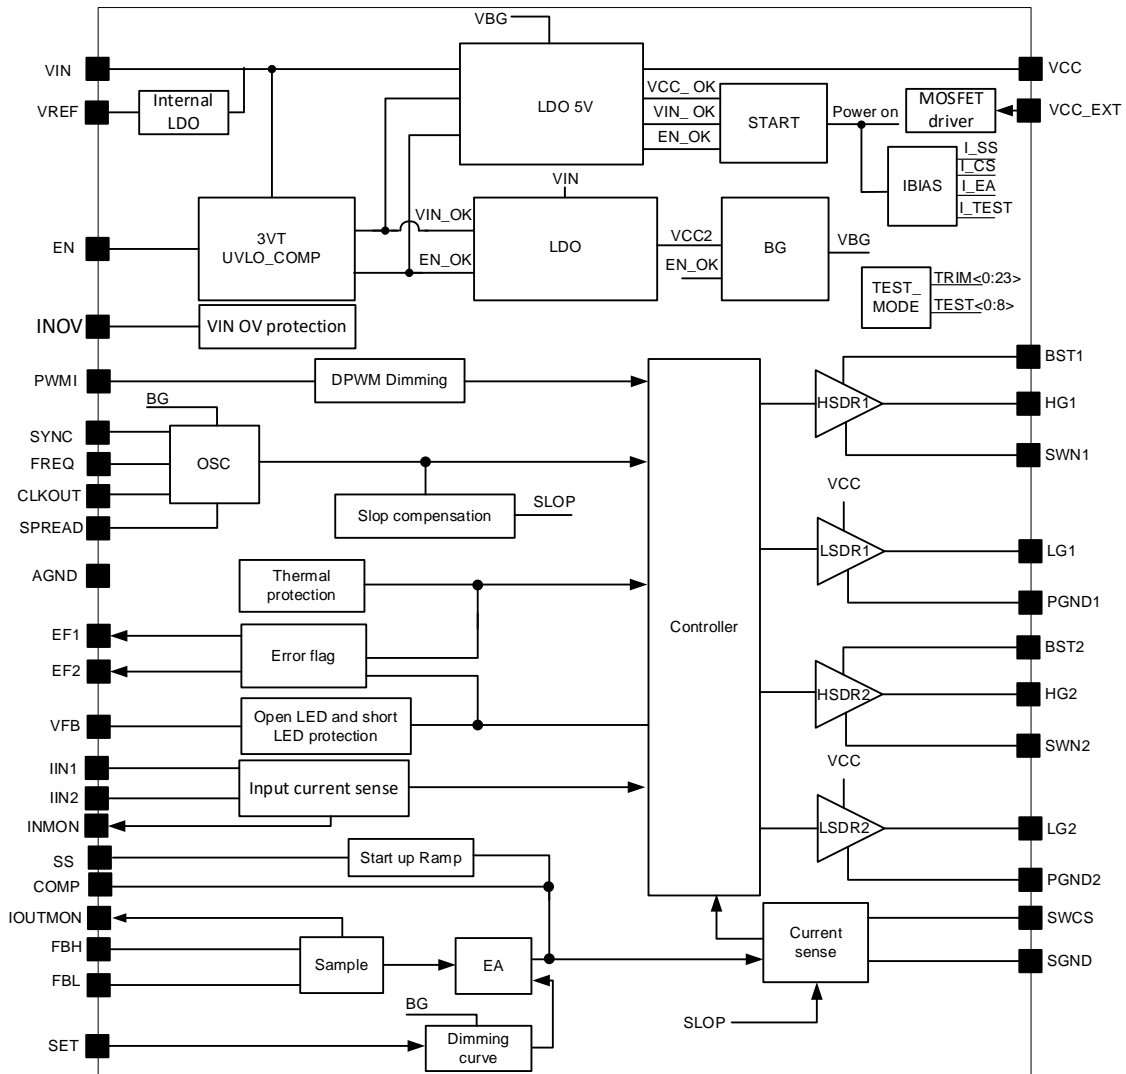 VBG
VIN
VCC
VREF
Internal
LDO
LDO 5V
VCC_ OK
VIN_ OK
EN_OK
START
Power on
MOSFET
driver
VCC_EXT
IBIAS
I_SS
I_CS
I_EA
I_TEST
VIN
EN
3VT
UVLO_COMP
VIN_OK
EN_OK
LDO
VCC2
EN_OK
BG
VBG
TEST_
MODE
TRIM<0:23>
TEST<0:8>
INOV
VIN OV protection
PWMI
DPWM Dimming
BG
SYNC
FREQ
CLKOUT
SPREAD
OSC
Slop compensation
SLOP
AGND
Thermal
protection
EF1
EF2
Error flag
VFB
Open LED and short
LED protection
IIN1
IIN2
INMON
Input current sense
SS
COMP
Start up Ramp
IOUTMON
FBH
FBL
Sample
EA
SET
BG
Dimming
curve
Controller
HSDR1
BST1
HG1
SWN1
VCC
LSDR1
LG1
PGND1
HSDR2
BST2
HG2
SWN2
VCC
LSDR2
LG2
PGND2
Current
sense
SWCS
SGND
SLOP